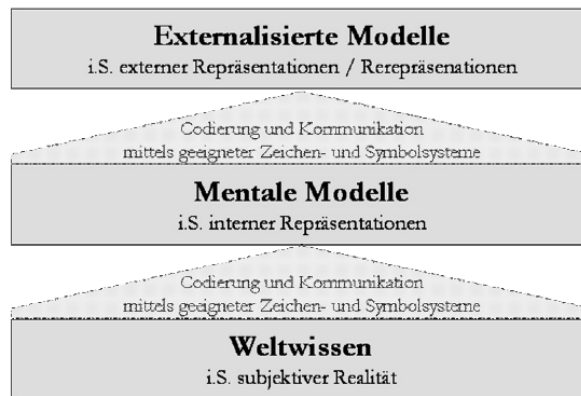 Externalisierte Modelle
i.S. externer Repräsentationen / Rerepräsenationen
Codierung und Kommunikation
mittels geeigneter Zeichen- und Symbolsysteme
Mentale Modelle
i.S. interner Repräsentationen
Codierung und Kommunikation
mittels geeigneter Zeichen- und Symbolsysteme
Weltwissen
i.S. subjektiver Realität